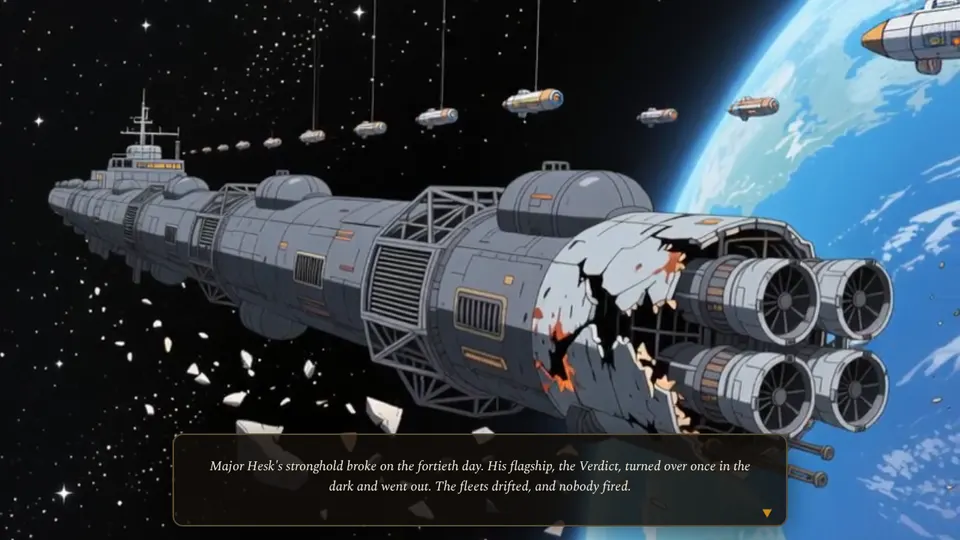 Major Hesk's stronghold broke on the fortieth day. His flagship, the Verdict, turned over once in the
dark and went out. The fleets drifted, and nobody fired.